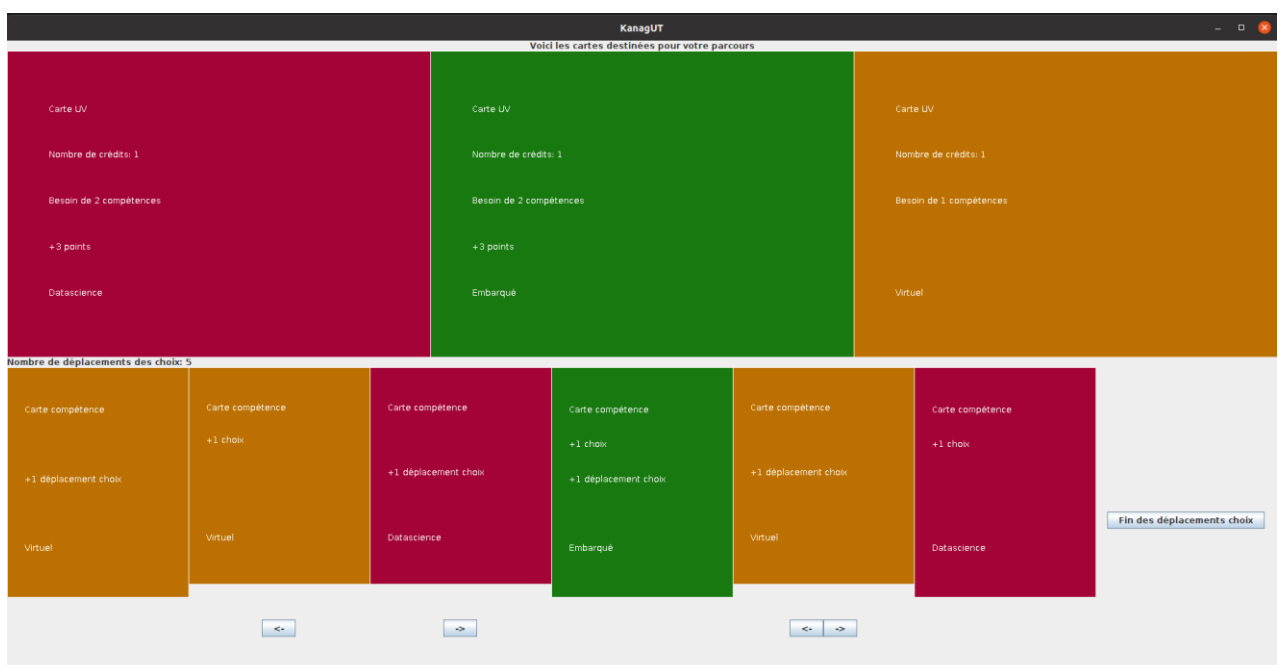 KanagUT
Voici les cartes destinées pour votre parcours
Carte UV
Nombre de crédits: 1
Besoin de 2 compétences
+3 points
Datascience
Carte UV
Nombre de crédits: 1
Besoin de 2 compétences
+3 points
Embarqué
Carte UV
Nombre de crédits: 1
Besoin de 1 compétences
Virtuel
Nombre de déplacements des choix: 5
Carte compétence
+1 déplacement choix
Virtuel
Carte compétence
+1 choix
Virtuel
Carte compétence
+1 déplacement choix
Datascience
Carte compétence
+1 choix
+1 déplacement choix
Embarqué
Carte compétence
+1 déplacement choix
Virtuel
Carte compétence
+1 choix
Datascience
Fin des déplacements choix
<-
->
<- ->